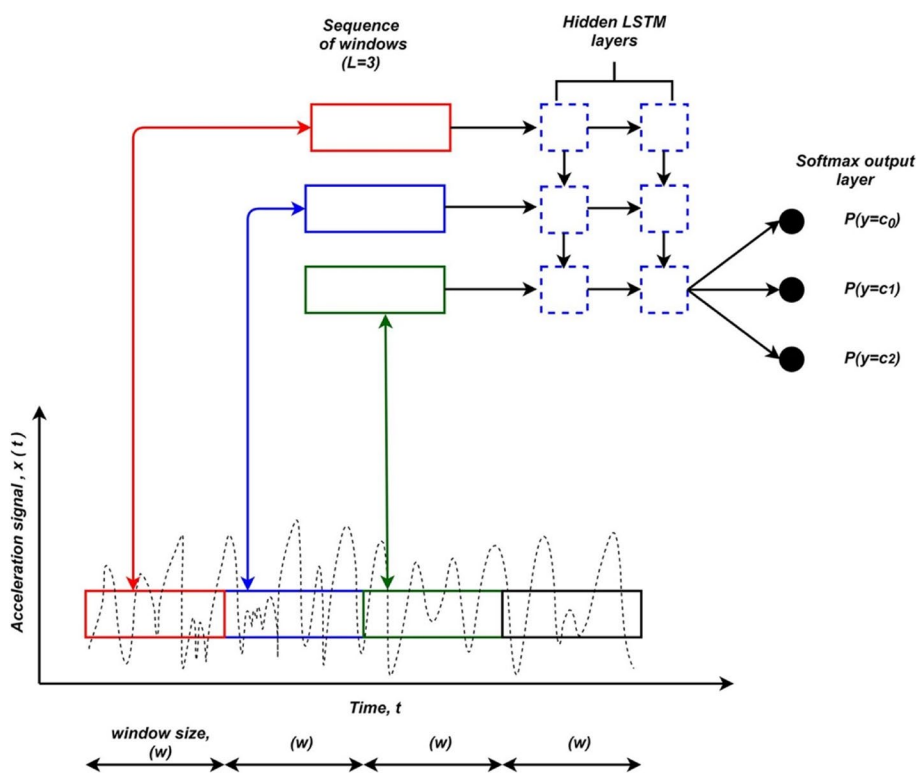 Sequence
of windows
(L=3)
Hidden LSTM
layers
Softmax output
layer
P(y=c₀)
P(y=c₁)
P(y=c₂)
Acceleration signal , x ( t )
Time, t
window size,
(w)
(w)
(w)
(w)